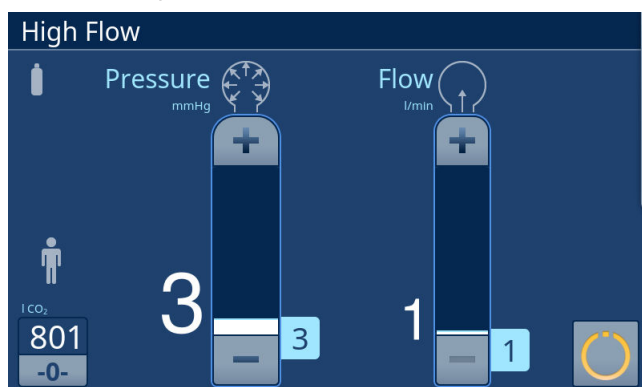 High Flow
Pressure
mmHg
Flow
l/min
+
+
3
3
1
1
−
−
l CO₂
801
-0-